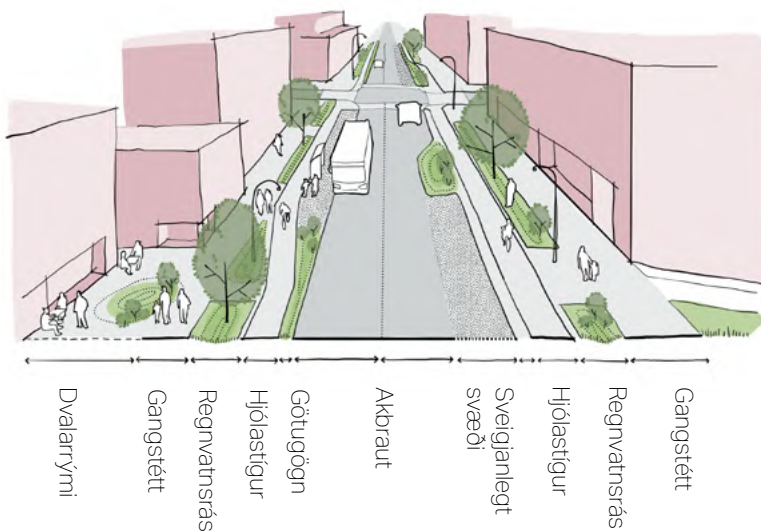 Dvalarrými
Gangstétt
Regnvatnsrás
Hjólastígur
Götugögn
Akbraut
Sveigjanlegt
svæði
Hjólastígur
Regnvatnsrás
Gangstétt